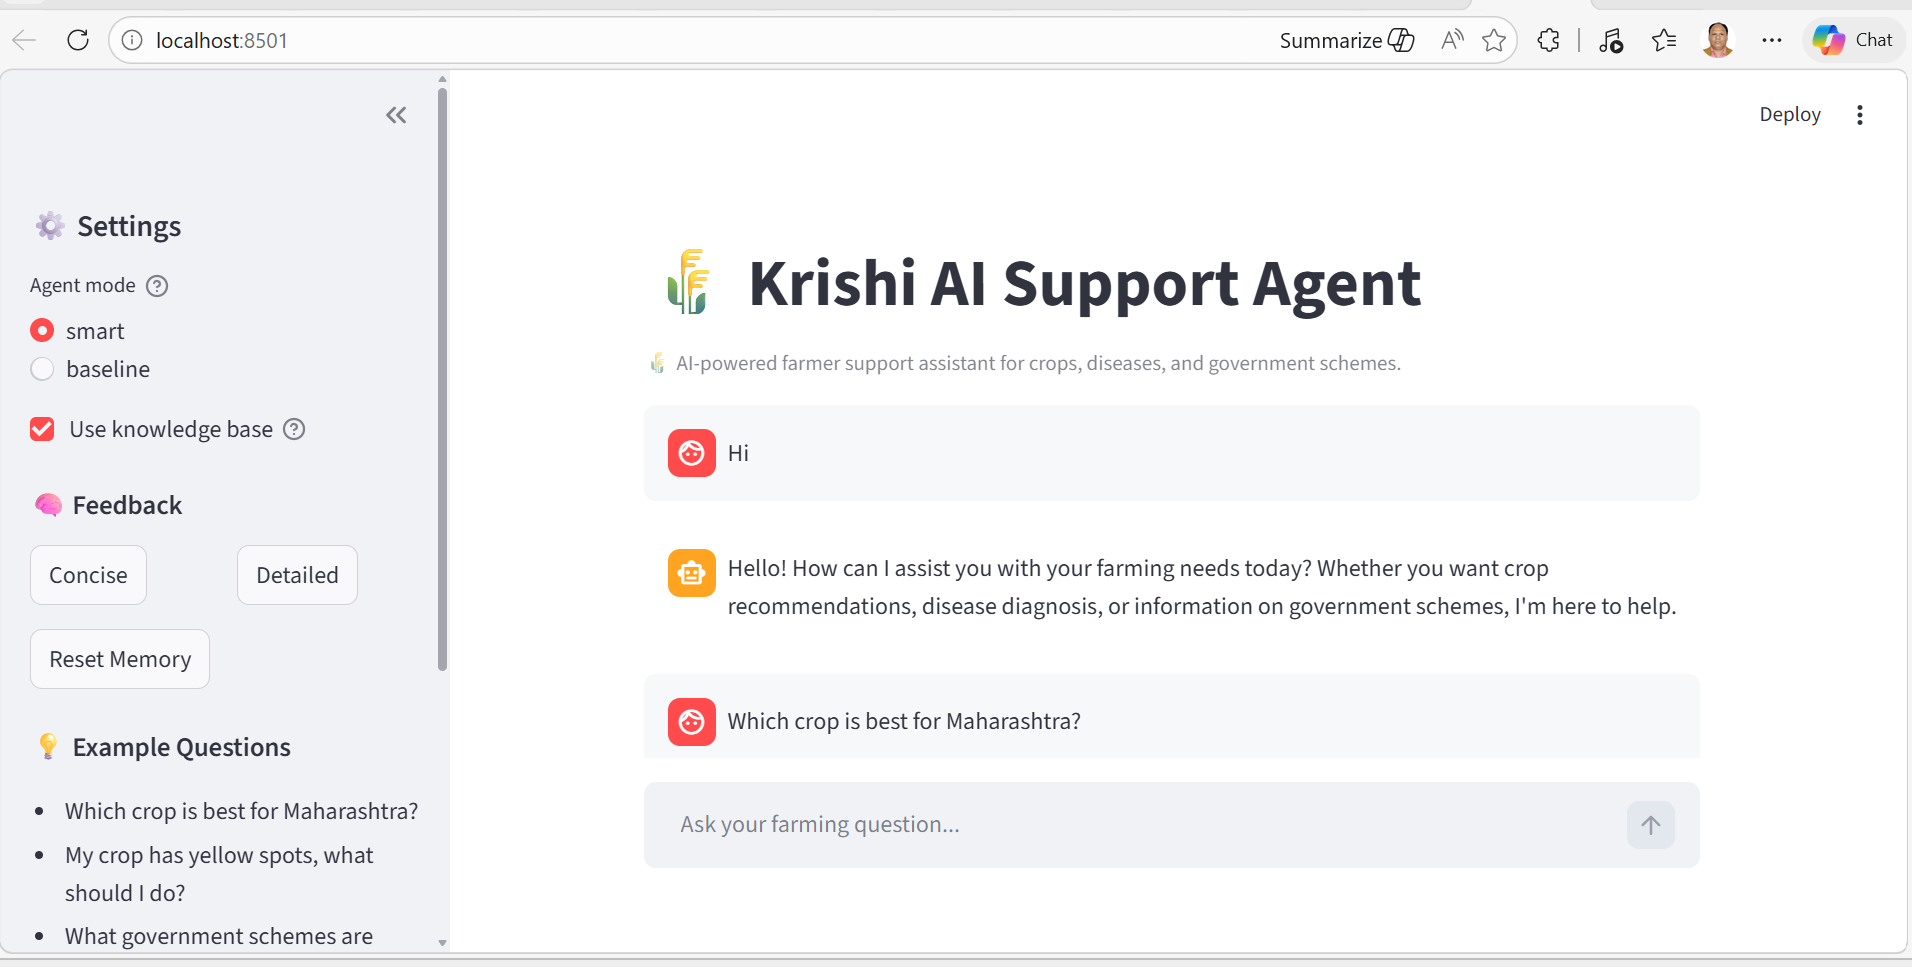 localhost:8501
Summarize
Chat
Deploy
Settings
Agent mode
smart
baseline
Use knowledge base
Feedback
Concise
Detailed
Reset Memory
Example Questions
Which crop is best for Maharashtra?
My crop has yellow spots, what
should I do?
What government schemes are
Krishi AI Support Agent
AI-powered farmer support assistant for crops, diseases, and government schemes.
Hi
Hello! How can I assist you with your farming needs today? Whether you want crop
recommendations, disease diagnosis, or information on government schemes, I'm here to help.
Which crop is best for Maharashtra?
Ask your farming question...